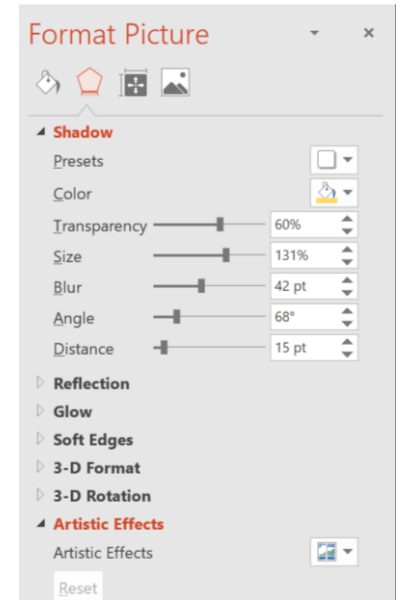 Format Picture
Shadow
Presets
Color
Transparency 60%
Size 131%
Blur 42 pt
Angle 68°
Distance 15 pt
Reflection
Glow
Soft Edges
3-D Format
3-D Rotation
Artistic Effects
Artistic Effects
Reset